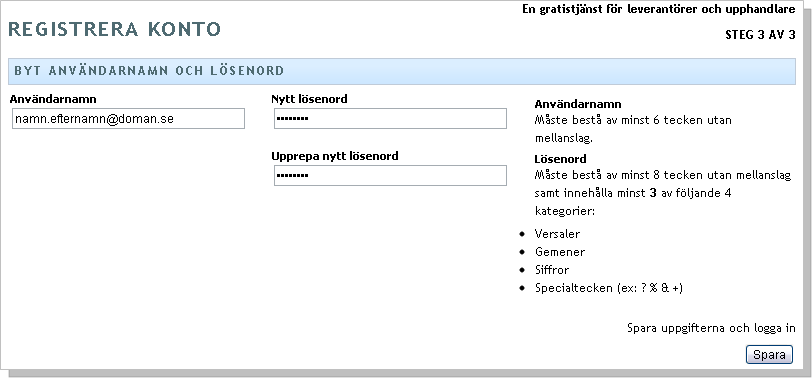 En gratistjänst för leverantörer och upphandlare
REGISTRERA KONTO
STEG 3 AV 3
BYT ANVÄNDARNAMN OCH LÖSENORD
Användarnamn
namn.efternamn@doman.se
Nytt lösenord
••••••••
Upprepa nytt lösenord
••••••••
Användarnamn
Måste bestå av minst 6 tecken utan
mellanslag.
Lösenord
Måste bestå av minst 8 tecken utan mellanslag
samt innehålla minst 3 av följande 4
kategorier:
• Versaler
• Gemener
• Siffror
• Specialtecken (ex: ? % & +)
Spara uppgifterna och logga in
Spara